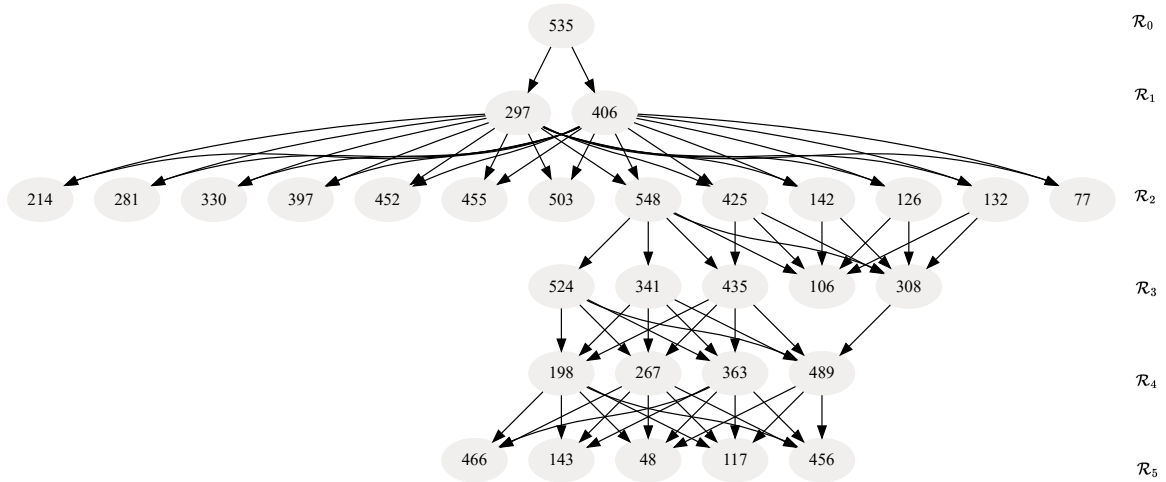 535 ℛ₀
297 406 ℛ₁
214 281 330 397 452 455 503 548 425 142 126 132 77 ℛ₂
524 341 435 106 308 ℛ₃
198 267 363 489 ℛ₄
466 143 48 117 456 ℛ₅